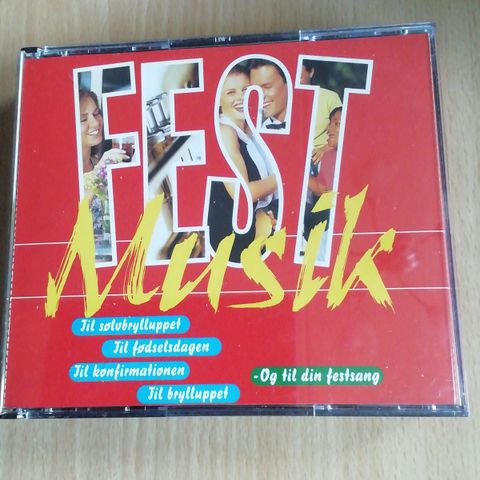 FEST
Musik
Til sølvbrylluppet
Til fødselsdagen
Til konfirmationen
Til brylluppet
-Og til din festsang